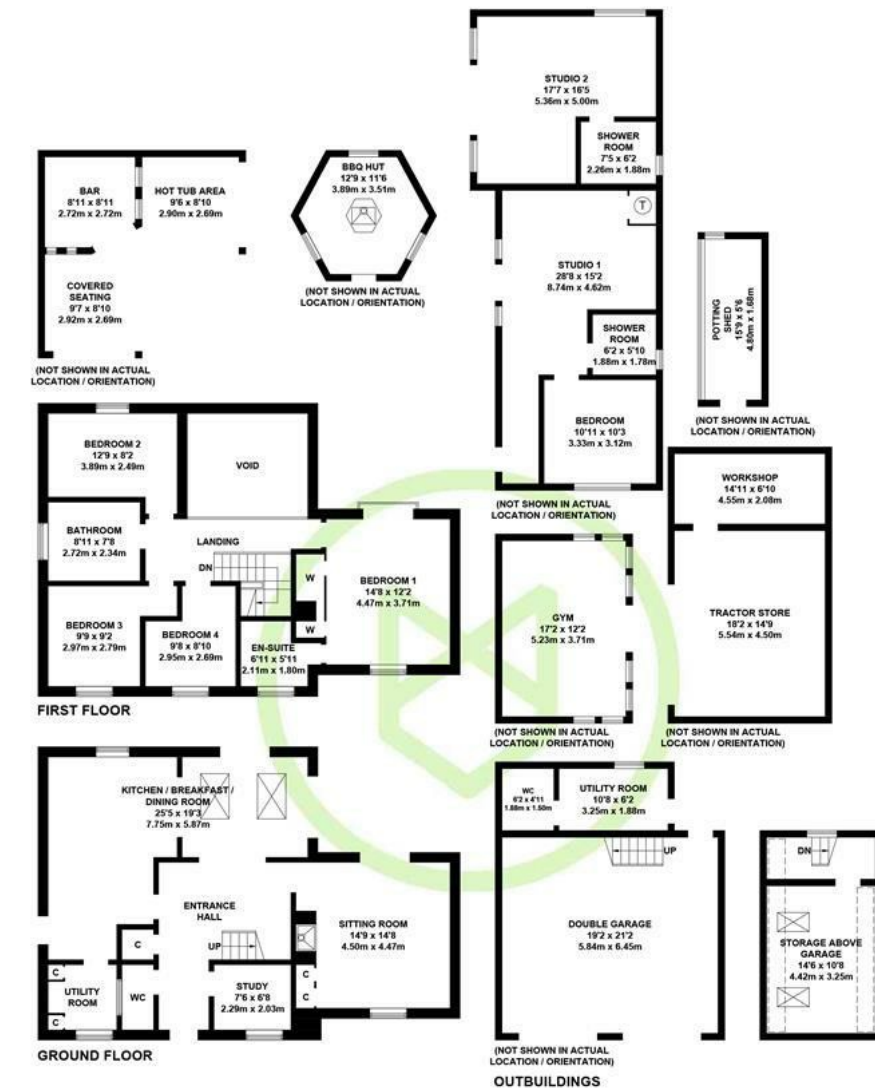 STUDIO 2
17'7 x 16'5
5.36m x 5.00m
SHOWER
ROOM
7'5 x 6'2
2.26m x 1.88m
BAR
8'11 x 8'11
2.72m x 2.72m
HOT TUB AREA
9'6 x 8'10
2.90m x 2.69m
COVERED
SEATING
9'7 x 8'10
2.92m x 2.69m
(NOT SHOWN IN ACTUAL
LOCATION / ORIENTATION)
BBQ HUT
12'9 x 11'6
3.89m x 3.51m
(NOT SHOWN IN ACTUAL
LOCATION / ORIENTATION)
T
STUDIO 1
28'8 x 15'2
8.74m x 4.62m
SHOWER
ROOM
6'2 x 5'10
1.88m x 1.78m
BEDROOM
10'11 x 10'3
3.33m x 3.12m
(NOT SHOWN IN ACTUAL
LOCATION / ORIENTATION)
POTTING
SHED
15'9 x 5'6
4.80m x 1.68m
(NOT SHOWN IN ACTUAL
LOCATION / ORIENTATION)
BEDROOM 2
12'9 x 8'2
3.89m x 2.49m
VOID
BATHROOM
8'11 x 7'8
2.72m x 2.34m
LANDING
DN
W
BEDROOM 1
14'8 x 12'2
4.47m x 3.71m
W
BEDROOM 3
9'9 x 9'2
2.97m x 2.79m
BEDROOM 4
9'8 x 8'10
2.95m x 2.69m
EN-SUITE
6'11 x 5'11
2.11m x 1.80m
FIRST FLOOR
WORKSHOP
14'11 x 6'10
4.55m x 2.08m
TRACTOR STORE
18'2 x 14'9
5.54m x 4.50m
(NOT SHOWN IN ACTUAL
LOCATION / ORIENTATION)
GYM
17'2 x 12'2
5.23m x 3.71m
(NOT SHOWN IN ACTUAL
LOCATION / ORIENTATION)
KITCHEN / BREAKFAST /
DINING ROOM
25'5 x 19'3
7.75m x 5.87m
ENTRANCE
HALL
UP
SITTING ROOM
14'9 x 14'8
4.50m x 4.47m
C
C
C
UTILITY
ROOM
C
WC
STUDY
7'6 x 6'8
2.29m x 2.03m
C
GROUND FLOOR
WC
6'2 x 4'11
1.88m x 1.50m
UTILITY ROOM
10'8 x 6'2
3.25m x 1.88m
UP
DOUBLE GARAGE
19'2 x 21'2
5.84m x 6.45m
(NOT SHOWN IN ACTUAL
LOCATION / ORIENTATION)
DN
STORAGE ABOVE
GARAGE
14'6 x 10'8
4.42m x 3.25m
OUTBUILDINGS